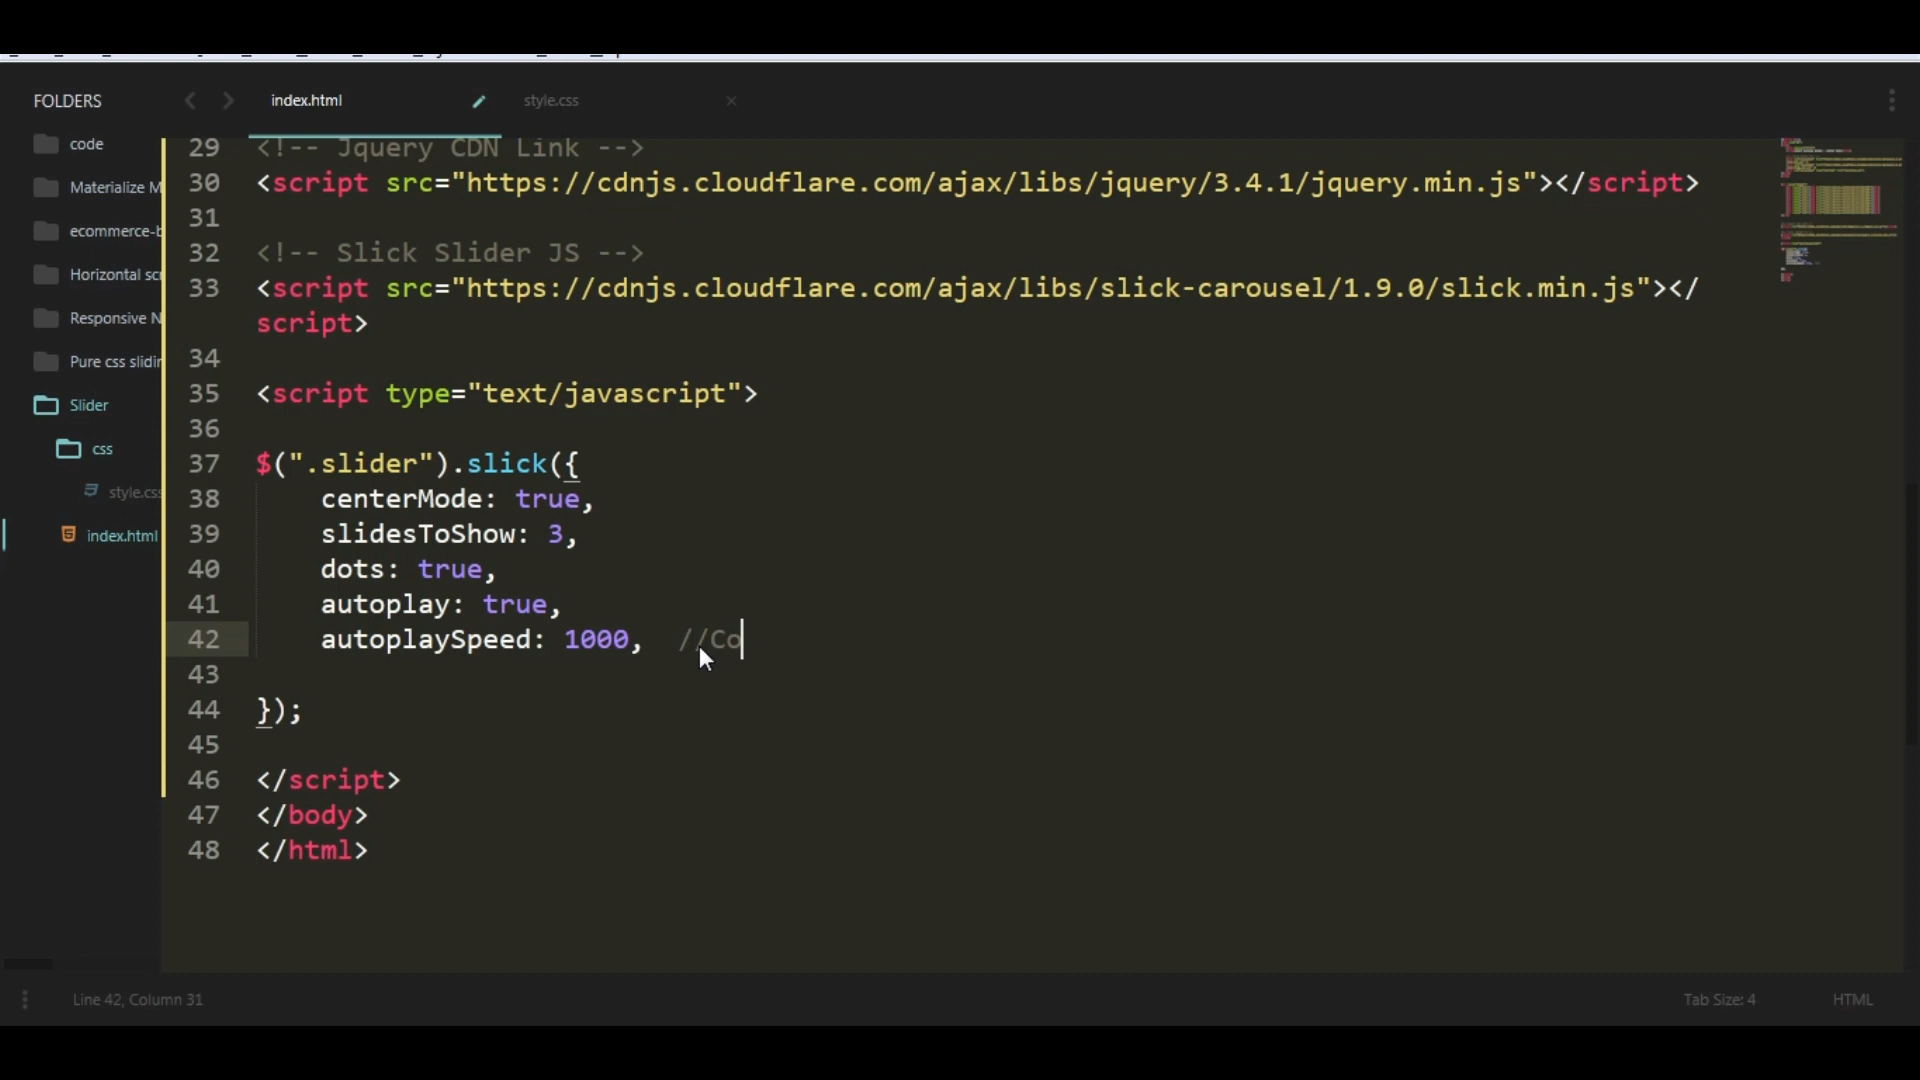 FOLDERS
index.html
style.css
code
Materialize M
ecommerce-b
Horizontal scr
Responsive N
Pure css slidin
Slider
css
style.css
index.html
29 <!-- Jquery CDN Link -->
30 <script src="https://cdnjs.cloudflare.com/ajax/libs/jquery/3.4.1/jquery.min.js"></script>
31
32 <!-- Slick Slider JS -->
33 <script src="https://cdnjs.cloudflare.com/ajax/libs/slick-carousel/1.9.0/slick.min.js"></
script>
34
35 <script type="text/javascript">
36
37 $(".slider").slick({
38 centerMode: true,
39 slidesToShow: 3,
40 dots: true,
41 autoplay: true,
42 autoplaySpeed: 1000, //Co
43
44 });
45
46 </script>
47 </body>
48 </html>
Line 42, Column 31
Tab Size: 4
HTML